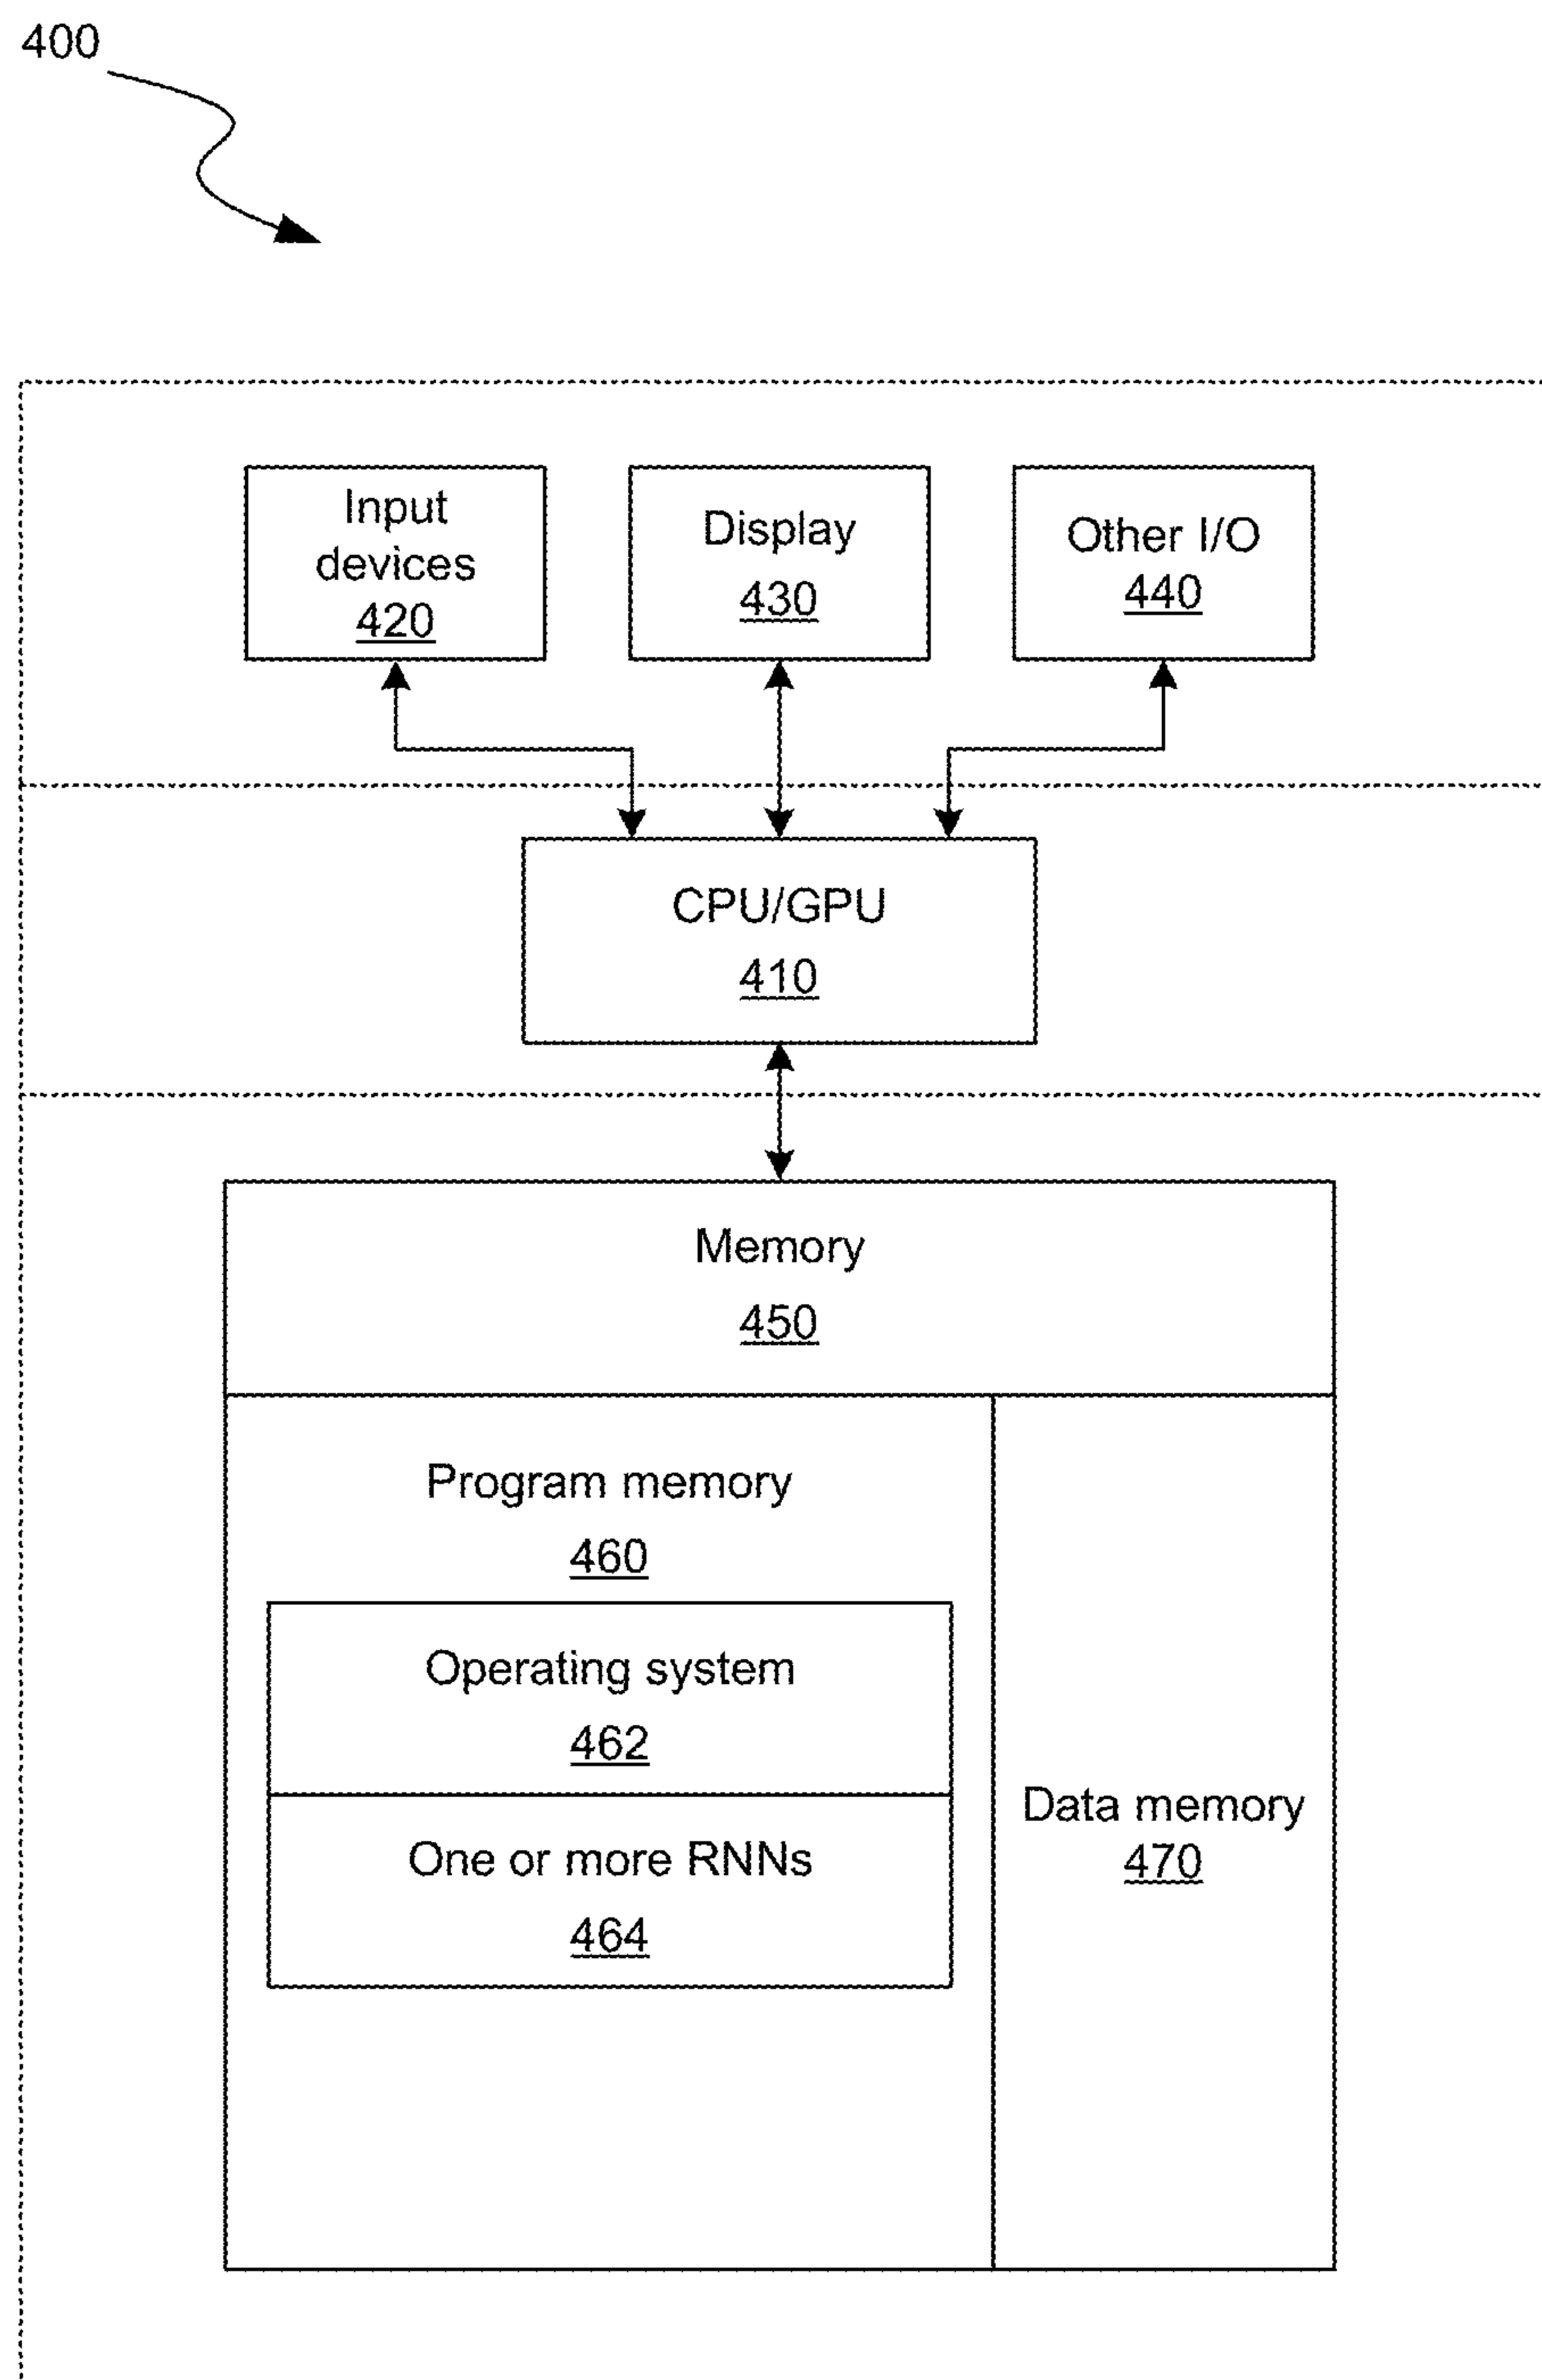 400
Input
devices
420
Display
430
Other I/O
440
CPU/GPU
410
Memory
450
Program memory
460
Operating system
462
One or more RNNs
464
Data memory
470